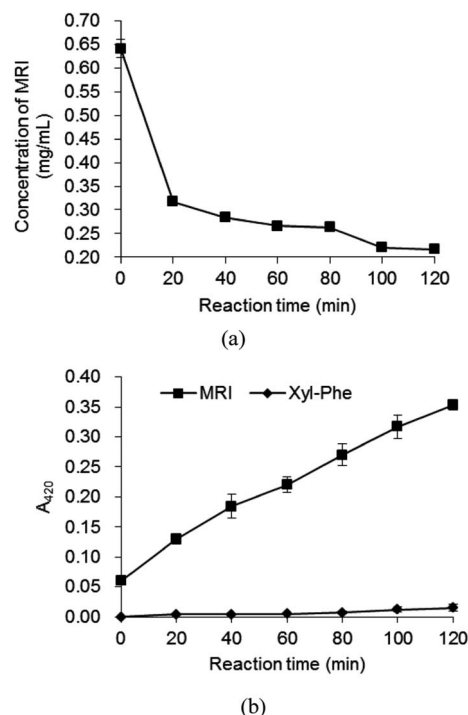 Concentration of MRI
(mg/mL)
0.70
0.65
0.60
0.55
0.50
0.45
0.40
0.35
0.30
0.25
0.20
0 20 40 60 80 100 120
Reaction time (min)
(a)
MRI Xyl-Phe
A420
0.40
0.35
0.30
0.25
0.20
0.15
0.10
0.05
0.00
0 20 40 60 80 100 120
Reaction time (min)
(b)